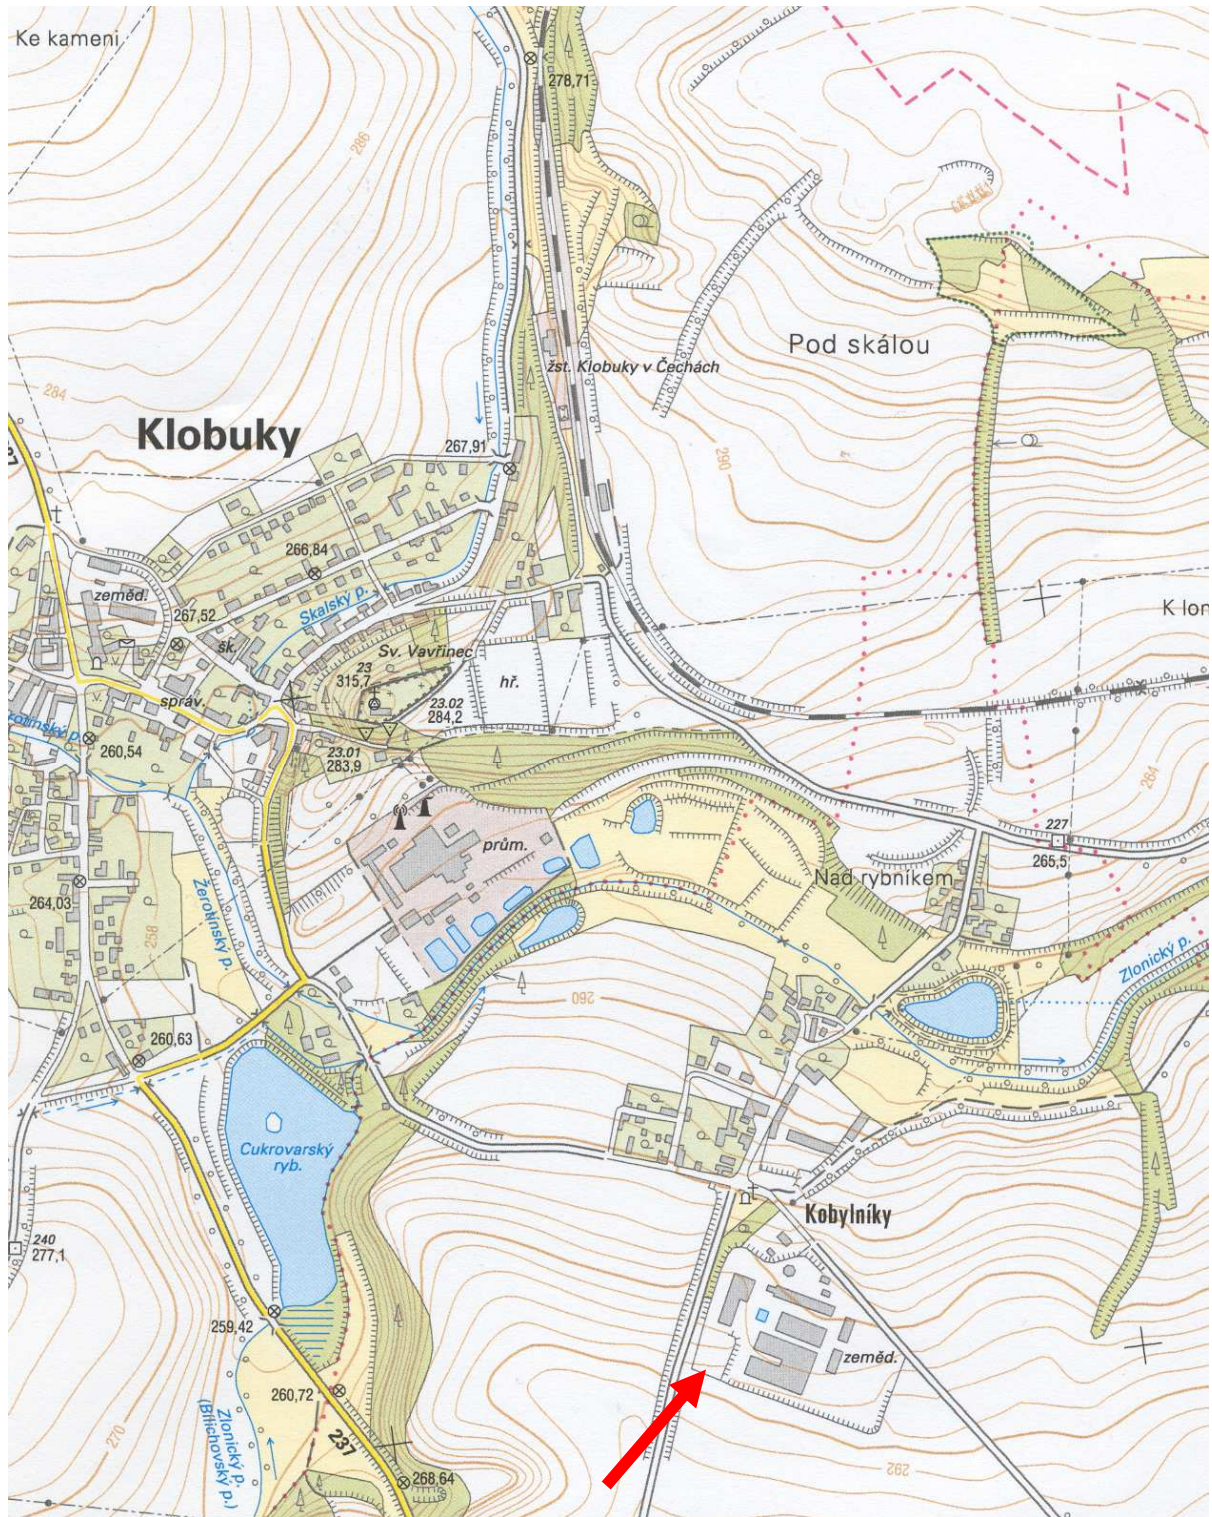 Ke kameni
278,71
286
Pod skálou
žst. Klobuky v Čechách
284
Klobuky
267,91
290
266,84
zeměd.
267,52
Skalský p.
K lon
šk.
Sv. Vavřinec
23
315,7
hř.
správ.
23.02
284,2
260,54
23.01
283,9
264
227
265,5
prům.
Nad rybníkem
264,03
Žerotínský p.
258
Zlonický p.
260
260,63
Cukrovarský
ryb.
Kobylníky
240
277,1
259,42
zeměd.
260,72
270
Zlonický p.
(Bílichovský p.)
237
268,64
292